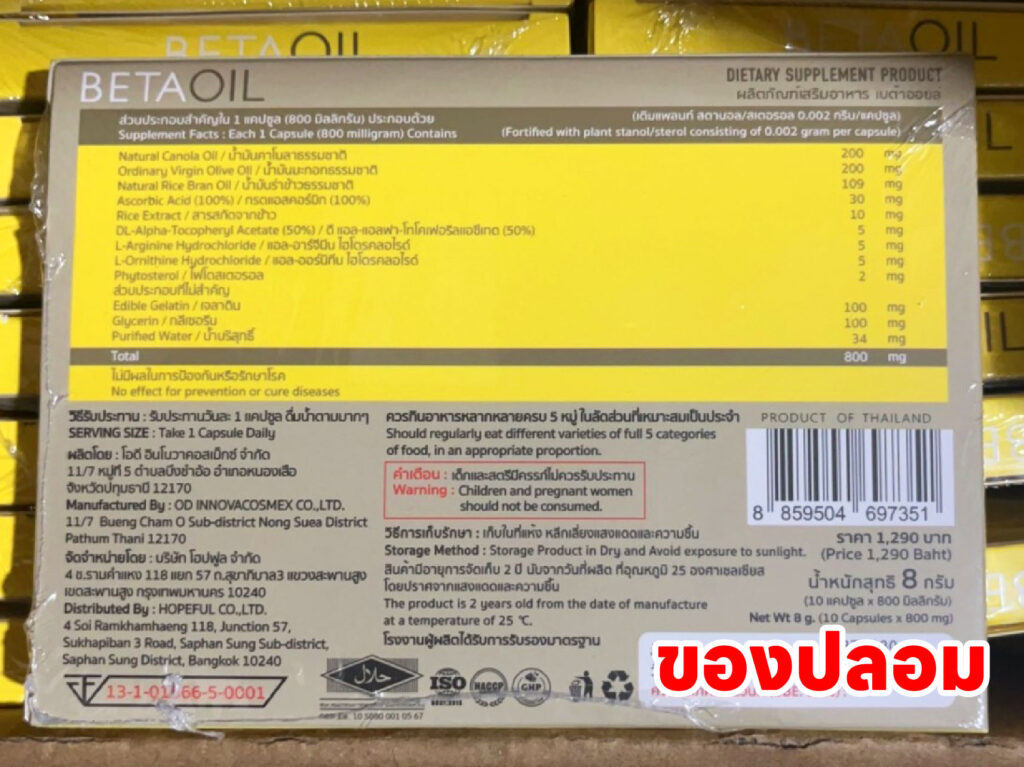 BETAOIL
BETAOIL
BETAOIL
DIETARY SUPPLEMENT PRODUCT
ผลิตภัณฑ์เสริมอาหาร เบต้าออยล์
ส่วนประกอบสำคัญใน 1 แคปซูล (800 มิลลิกรัม) ประกอบด้วย
(เติมแพลนท์ สตานอล/สเตอรอล 0.002 กรัม/แคปซูล)
Supplement Facts : Each 1 Capsule (800 milligram) Contains
(Fortified with plant stanol/sterol consisting of 0.002 gram per capsule)
Natural Canola Oil / น้ำมันคาโนลาธรรมชาติ 200 mg
Ordinary Virgin Olive Oil / น้ำมันมะกอกธรรมชาติ 200 mg
Natural Rice Bran Oil / น้ำมันรำข้าวธรรมชาติ 109 mg
Ascorbic Acid (100%) / กรดแอสคอร์บิก (100%) 30 mg
Rice Extract / สารสกัดจากข้าว 10 mg
DL-Alpha-Tocopheryl Acetate (50%) / ดี แอล-แอลฟา-โทโคเฟอริลแอซีเทต (50%) 5 mg
L-Arginine Hydrochloride / แอล-อาร์จินีน ไฮโดรคลอไรด์ 5 mg
L-Ornithine Hydrochloride / แอล-ออร์นิทีน ไฮโดรคลอไรด์ 5 mg
Phytosterol / ไฟโตสเตอรอล 2 mg
ส่วนประกอบที่ไม่สำคัญ
Edible Gelatin / เจลาติน 100 mg
Glycerin / กลีเซอรีน 100 mg
Purified Water / น้ำบริสุทธิ์ 34 mg
Total 800 mg
ไม่มีผลในการป้องกันหรือรักษาโรค
No effect for prevention or cure diseases
วิธีรับประทาน : รับประทานวันละ 1 แคปซูล ดื่มน้ำตามมากๆ
SERVING SIZE : Take 1 Capsule Daily
ผลิตโดย : โอดี อินโนวาคอสเม็กซ์ จำกัด
11/7 หมู่ที่ 5 ตำบลบึงชำอ้อ อำเภอหนองเสือ
จังหวัดปทุมธานี 12170
Manufactured By : OD INNOVACOSMEX CO.,LTD.
11/7 Bueng Cham O Sub-district Nong Suea District
Pathum Thani 12170
จัดจำหน่ายโดย : บริษัท โฮปฟูล จำกัด
4 ซ.รามคำแหง 118 แยก 57 ถ.สุขาภิบาล3 แขวงสะพานสูง
เขตสะพานสูง กรุงเทพมหานคร 10240
Distributed By : HOPEFUL CO.,LTD.
4 Soi Ramkhamhaeng 118, Junction 57,
Sukhapiban 3 Road, Saphan Sung Sub-district,
Saphan Sung District, Bangkok 10240
ควรกินอาหารหลากหลายครบ 5 หมู่ ในสัดส่วนที่เหมาะสมเป็นประจำ
Should regularly eat different varieties of full 5 categories
of food, in an appropriate proportion.
คำเตือน : เด็กและสตรีมีครรภ์ไม่ควรรับประทาน
Warning : Children and pregnant women
should not be consumed.
วิธีการเก็บรักษา : เก็บในที่แห้ง หลีกเลี่ยงแสงแดดและความชื้น
Storage Method : Storage Product in Dry and Avoid exposure to sunlight.
สินค้ามีอายุการจัดเก็บ 2 ปี นับจากวันที่ผลิต ที่อุณหภูมิ 25 องศาเซลเซียส
โดยปราศจากแสงแดดและความชื้น
The product is 2 years old from the date of manufacture
at a temperature of 25 ℃.
โรงงานผู้ผลิตได้รับการรับรองมาตรฐาน
PRODUCT OF THAILAND
8 859504 697351
ราคา 1,290 บาท
(Price 1,290 Baht)
น้ำหนักสุทธิ 8 กรัม
(10 แคปซูล x 800 มิลลิกรัม)
Net Wt 8 g. (10 Capsules x 800 mg)
ISO
HACCP
GHP
حلال
ของปลอม